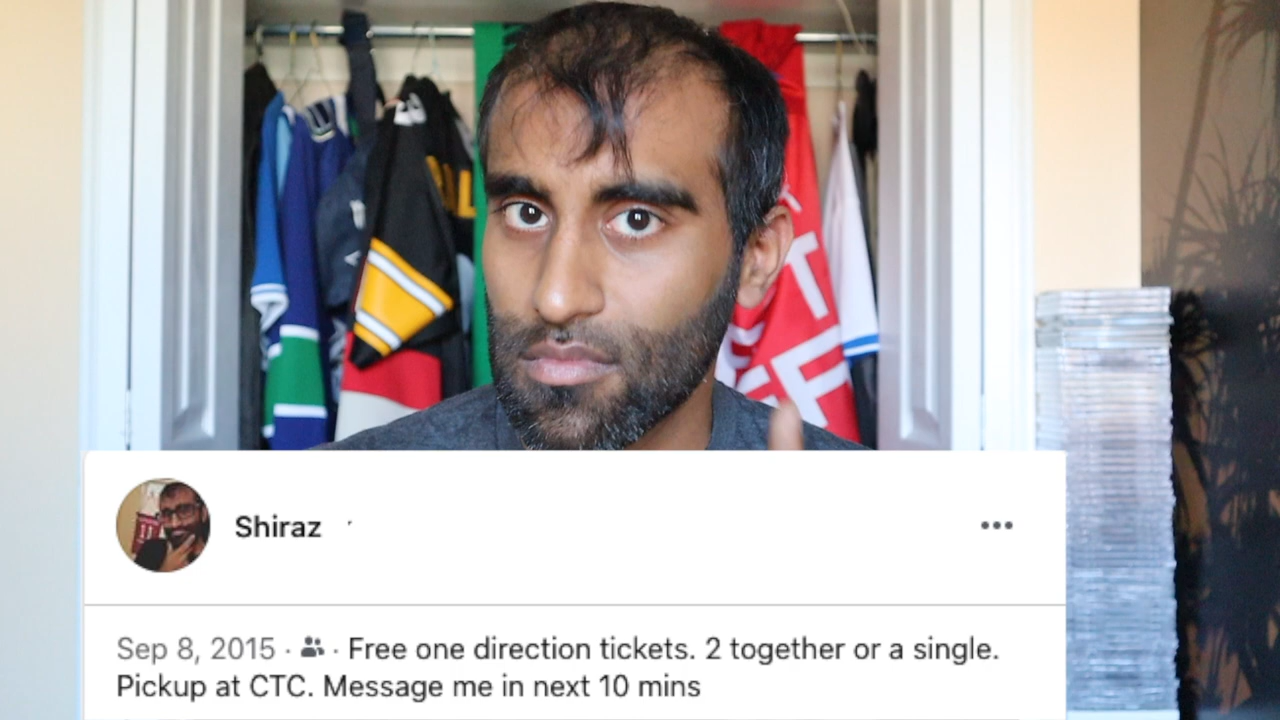 Shiraz
Sep 8, 2015 · · Free one direction tickets. 2 together or a single.
Pickup at CTC. Message me in next 10 mins